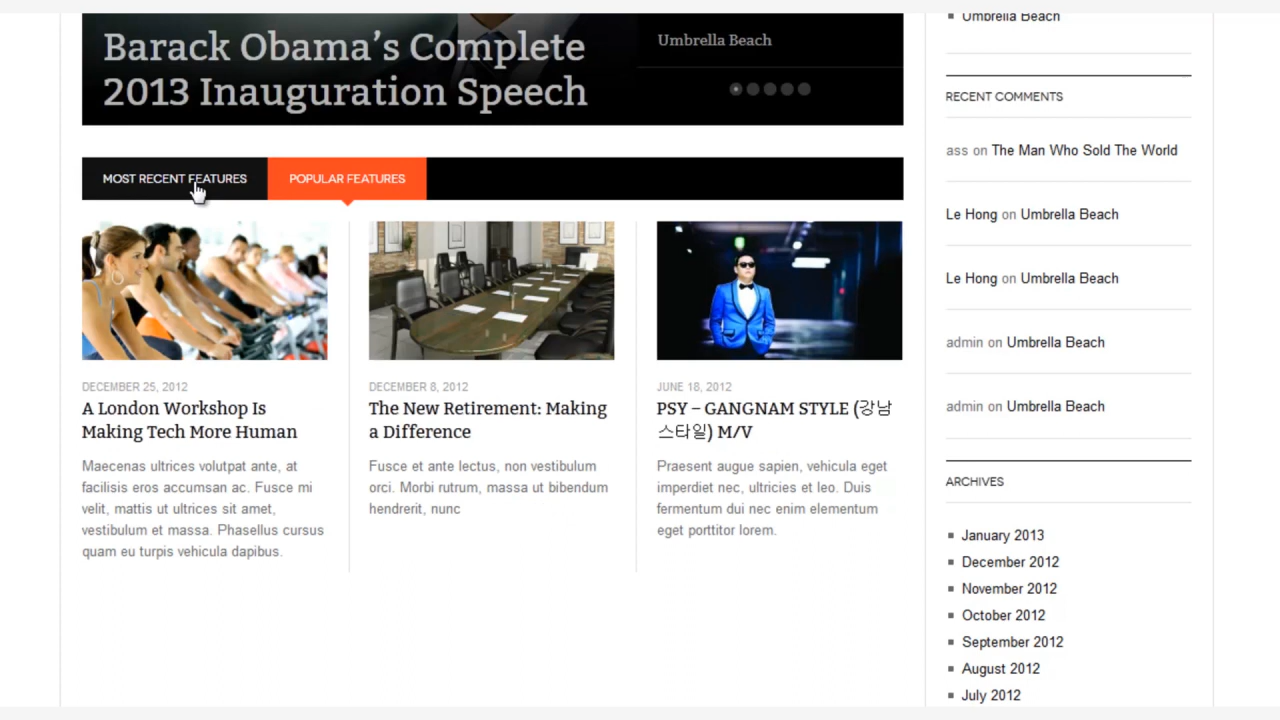 Barack Obama’s Complete
2013 Inauguration Speech
Umbrella Beach
MOST RECENT FEATURES
POPULAR FEATURES
DECEMBER 25, 2012
A London Workshop Is
Making Tech More Human
Maecenas ultrices volutpat ante, at
facilisis eros accumsan ac. Fusce mi
velit, mattis ut ultrices sit amet,
vestibulum et massa. Phasellus cursus
quam eu turpis vehicula dapibus.
DECEMBER 8, 2012
The New Retirement: Making
a Difference
Fusce et ante lectus, non vestibulum
orci. Morbi rutrum, massa ut bibendum
hendrerit, nunc
JUNE 18, 2012
PSY – GANGNAM STYLE (강남
스타일) M/V
Praesent augue sapien, vehicula eget
imperdiet nec, ultricies et leo. Duis
fermentum dui nec enim elementum
eget porttitor lorem.
Umbrella Beach
RECENT COMMENTS
ass on The Man Who Sold The World
Le Hong on Umbrella Beach
Le Hong on Umbrella Beach
admin on Umbrella Beach
admin on Umbrella Beach
ARCHIVES
January 2013
December 2012
November 2012
October 2012
September 2012
August 2012
July 2012